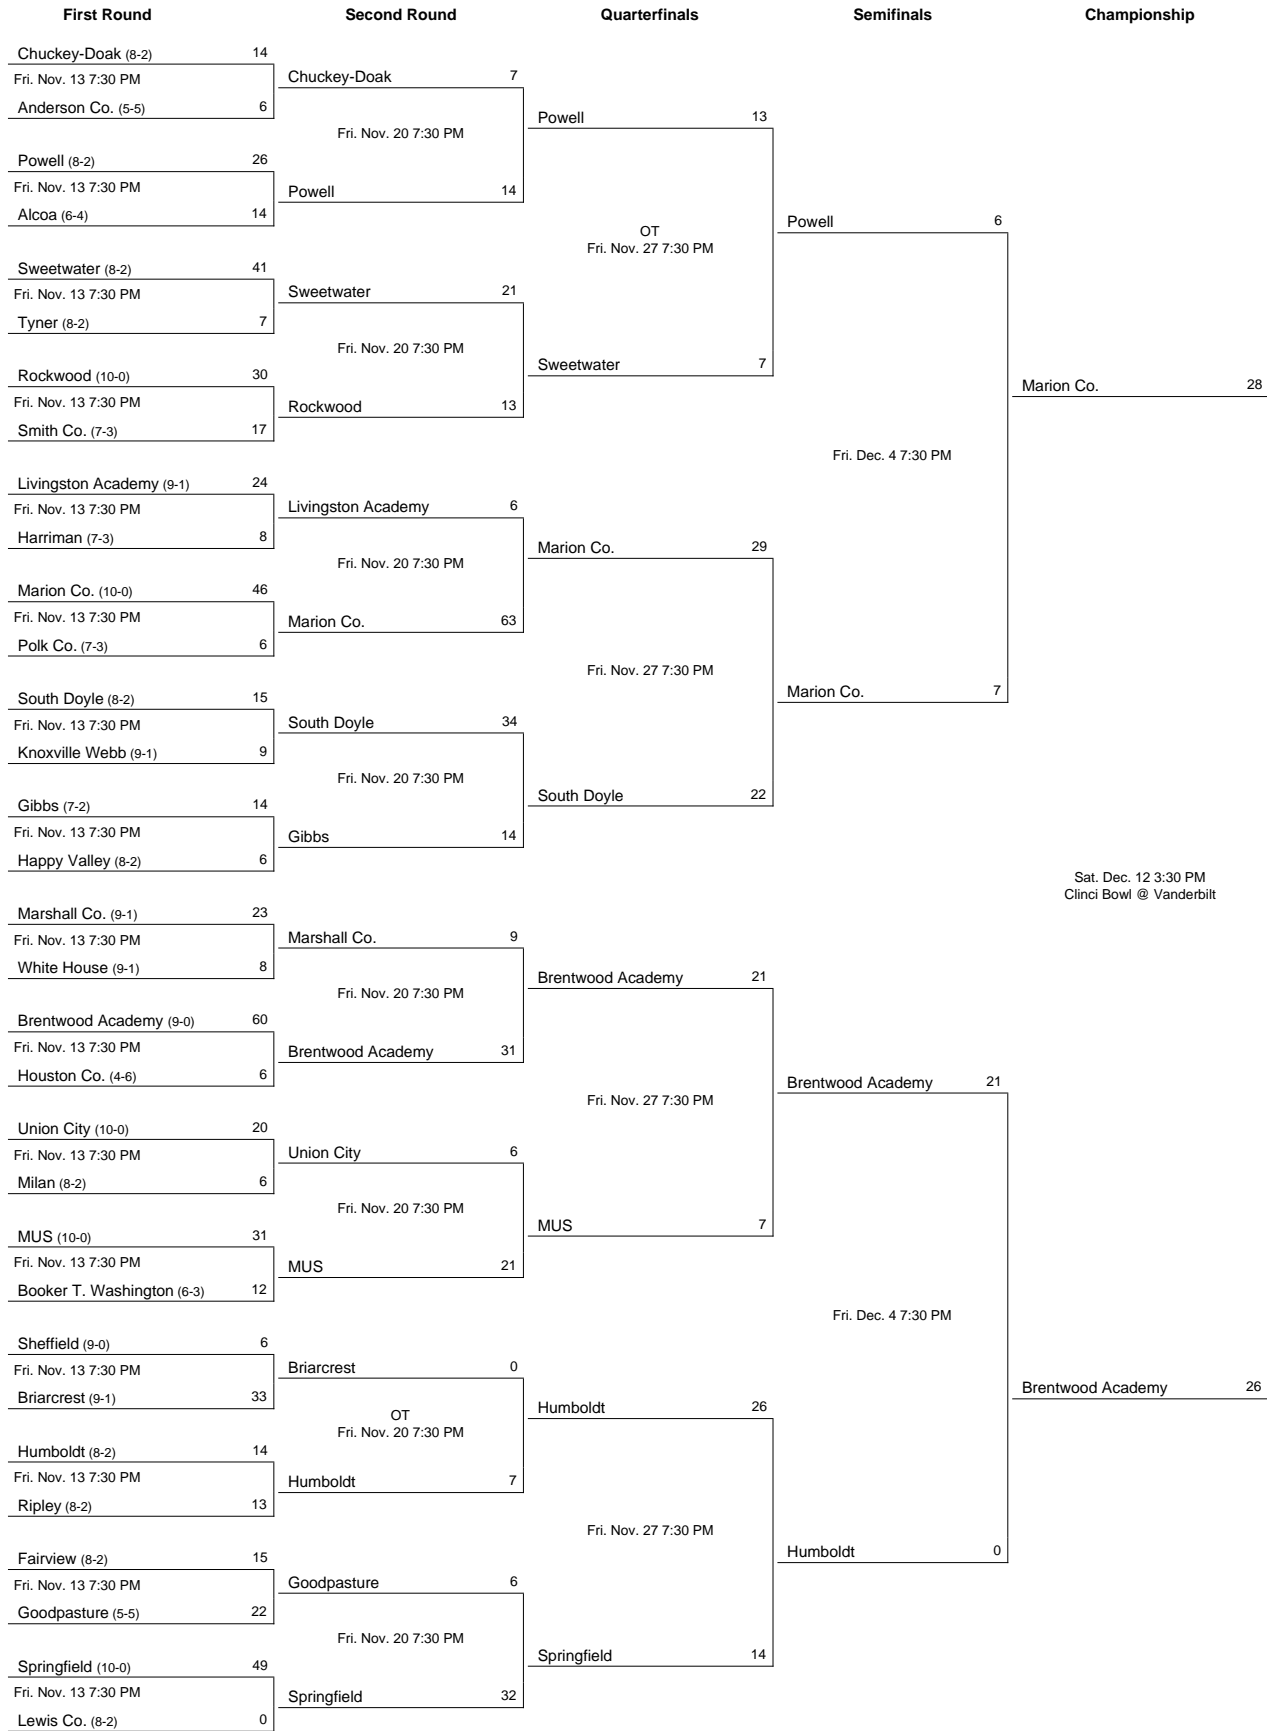 First Round
Second Round
Quarterfinals
Semifinals
Championship
Chuckey-Doak (8-2) 14
Fri. Nov. 13 7:30 PM
Anderson Co. (5-5) 6
Powell (8-2) 26
Fri. Nov. 13 7:30 PM
Alcoa (6-4) 14
Sweetwater (8-2) 41
Fri. Nov. 13 7:30 PM
Tyner (8-2) 7
Rockwood (10-0) 30
Fri. Nov. 13 7:30 PM
Smith Co. (7-3) 17
Livingston Academy (9-1) 24
Fri. Nov. 13 7:30 PM
Harriman (7-3) 8
Marion Co. (10-0) 46
Fri. Nov. 13 7:30 PM
Polk Co. (7-3) 6
South Doyle (8-2) 15
Fri. Nov. 13 7:30 PM
Knoxville Webb (9-1) 9
Gibbs (7-2) 14
Fri. Nov. 13 7:30 PM
Happy Valley (8-2) 6
Marshall Co. (9-1) 23
Fri. Nov. 13 7:30 PM
White House (9-1) 8
Brentwood Academy (9-0) 60
Fri. Nov. 13 7:30 PM
Houston Co. (4-6) 6
Union City (10-0) 20
Fri. Nov. 13 7:30 PM
Milan (8-2) 6
MUS (10-0) 31
Fri. Nov. 13 7:30 PM
Booker T. Washington (6-3) 12
Sheffield (9-0) 6
Fri. Nov. 13 7:30 PM
Briarcrest (9-1) 33
Humboldt (8-2) 14
Fri. Nov. 13 7:30 PM
Ripley (8-2) 13
Fairview (8-2) 15
Fri. Nov. 13 7:30 PM
Goodpasture (5-5) 22
Springfield (10-0) 49
Fri. Nov. 13 7:30 PM
Lewis Co. (8-2) 0
Chuckey-Doak 7
Fri. Nov. 20 7:30 PM
Powell 14
Sweetwater 21
Fri. Nov. 20 7:30 PM
Rockwood 13
Livingston Academy 6
Fri. Nov. 20 7:30 PM
Marion Co. 63
South Doyle 34
Fri. Nov. 20 7:30 PM
Gibbs 14
Marshall Co. 9
Fri. Nov. 20 7:30 PM
Brentwood Academy 31
Union City 6
Fri. Nov. 20 7:30 PM
MUS 21
Briarcrest 0
OT
Fri. Nov. 20 7:30 PM
Humboldt 7
Goodpasture 6
Fri. Nov. 20 7:30 PM
Springfield 32
Powell 13
OT
Fri. Nov. 27 7:30 PM
Sweetwater 7
Marion Co. 29
Fri. Nov. 27 7:30 PM
South Doyle 22
Brentwood Academy 21
Fri. Nov. 27 7:30 PM
MUS 7
Humboldt 26
Fri. Nov. 27 7:30 PM
Springfield 14
Powell 6
Fri. Dec. 4 7:30 PM
Marion Co. 7
Brentwood Academy 21
Fri. Dec. 4 7:30 PM
Humboldt 0
Marion Co. 28
Sat. Dec. 12 3:30 PM
Clinci Bowl @ Vanderbilt
Brentwood Academy 26